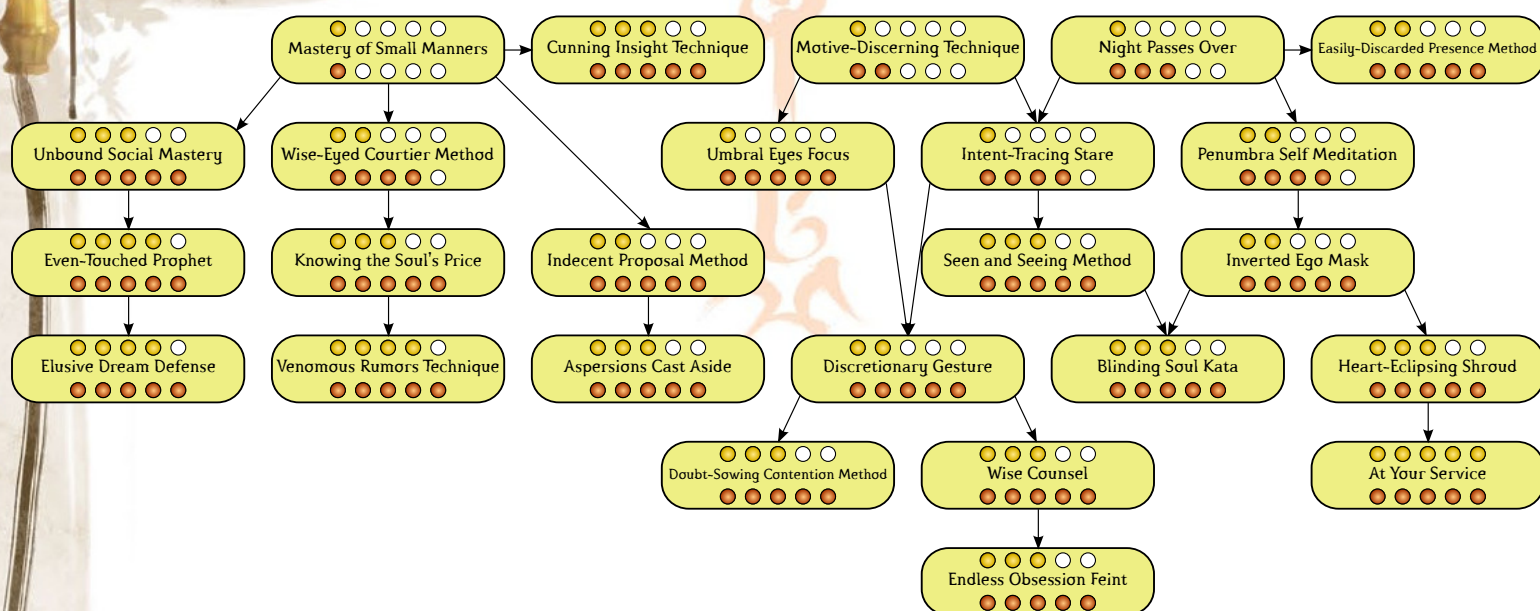 Mastery of Small Manners
Cunning Insight Technique
Motive-Discerning Technique
Night Passes Over
Easily-Discarded Presence Method
Unbound Social Mastery
Wise-Eyed Courtier Method
Umbral Eyes Focus
Intent-Tracing Stare
Penumbra Self Meditation
Even-Touched Prophet
Knowing the Soul's Price
Indecent Proposal Method
Seen and Seeing Method
Inverted Ego Mask
Elusive Dream Defense
Venomous Rumors Technique
Aspersions Cast Aside
Discretionary Gesture
Blinding Soul Kata
Heart-Eclipsing Shroud
Doubt-Sowing Contention Method
Wise Counsel
At Your Service
Endless Obsession Feint